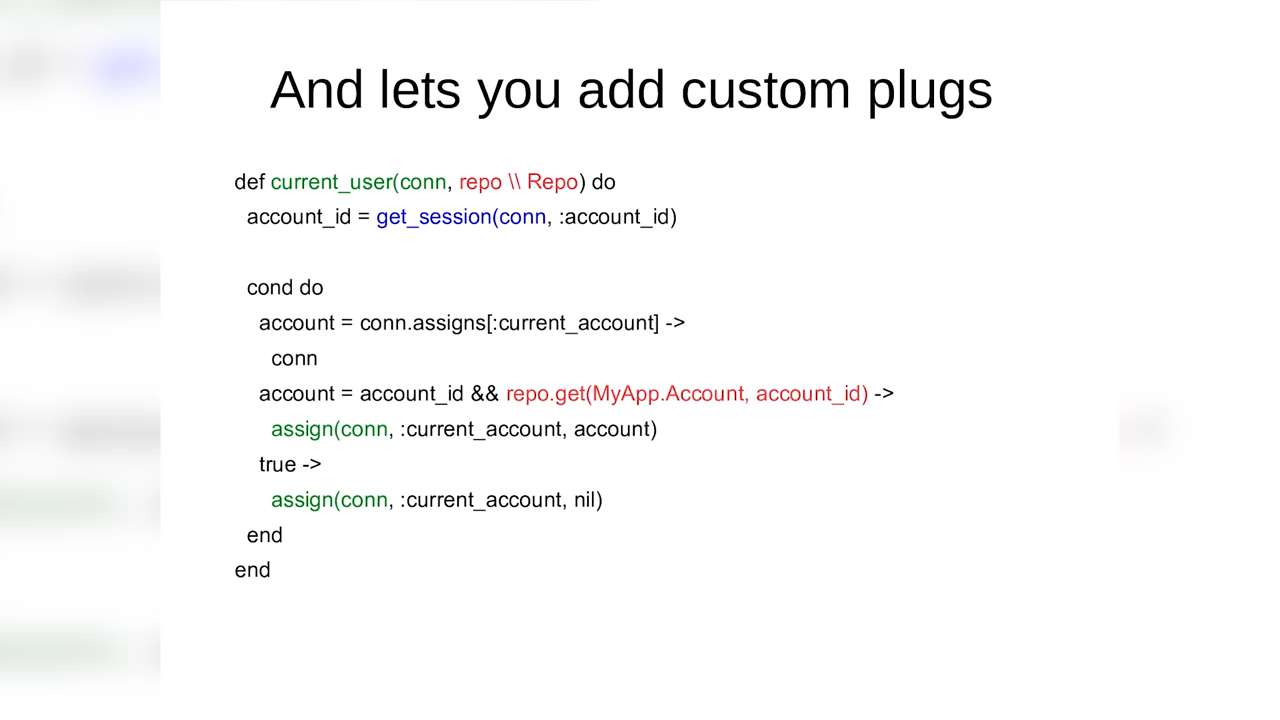 And lets you add custom plugs
def current_user(conn, repo \\ Repo) do
account_id = get_session(conn, :account_id)
cond do
account = conn.assigns[:current_account] ->
conn
account = account_id && repo.get(MyApp.Account, account_id) ->
assign(conn, :current_account, account)
true ->
assign(conn, :current_account, nil)
end
end